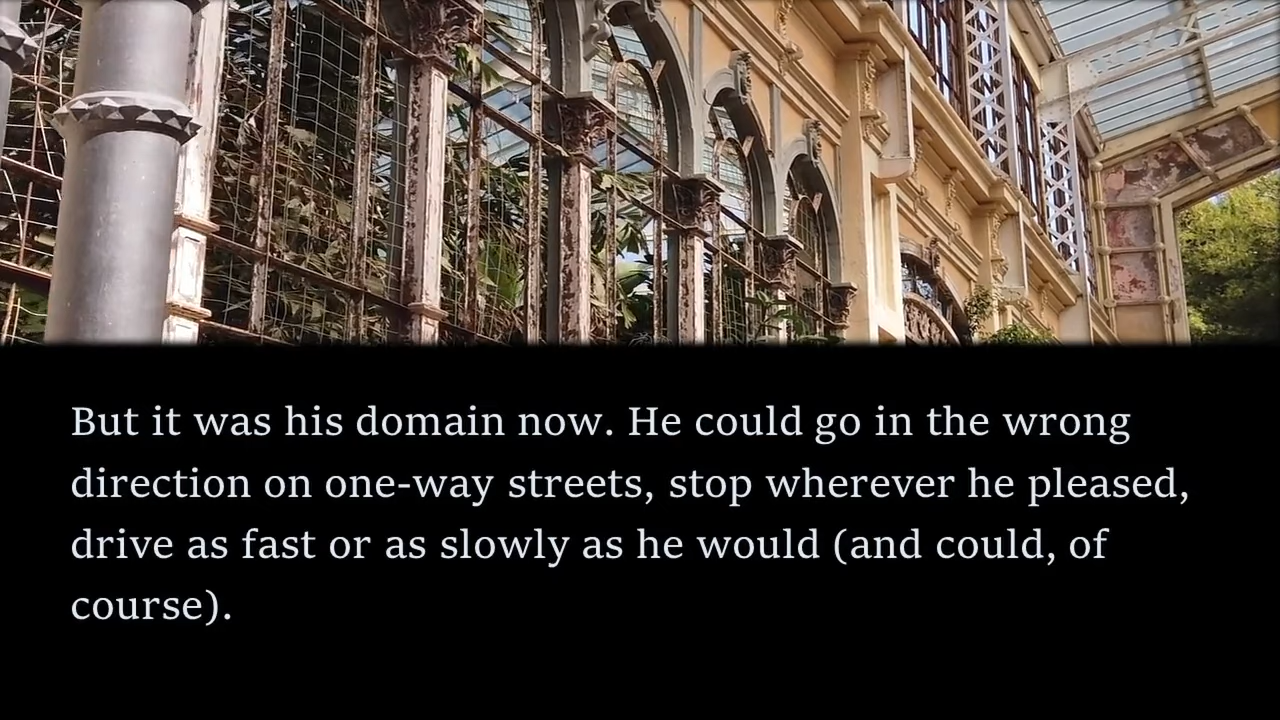 But it was his domain now. He could go in the wrong
direction on one-way streets, stop wherever he pleased,
drive as fast or as slowly as he would (and could, of
course).